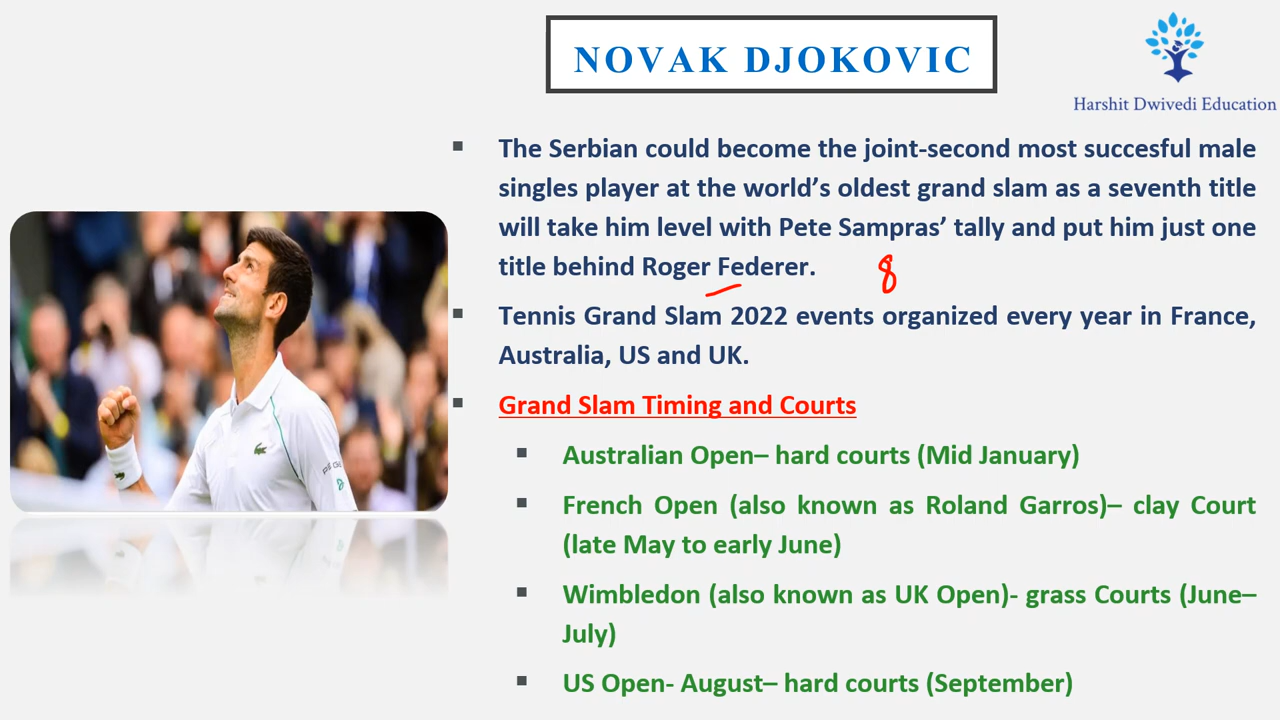 NOVAK DJOKOVIC
Harshit Dwivedi Education
The Serbian could become the joint-second most succesful male
singles player at the world's oldest grand slam as a seventh title
will take him level with Pete Sampras' tally and put him just one
title behind Roger Federer.
8
Tennis Grand Slam 2022 events organized every year in France,
Australia, US and UK.
Grand Slam Timing and Courts
Australian Open– hard courts (Mid January)
French Open (also known as Roland Garros)– clay Court
(late May to early June)
Wimbledon (also known as UK Open)- grass Courts (June–
July)
US Open- August– hard courts (September)